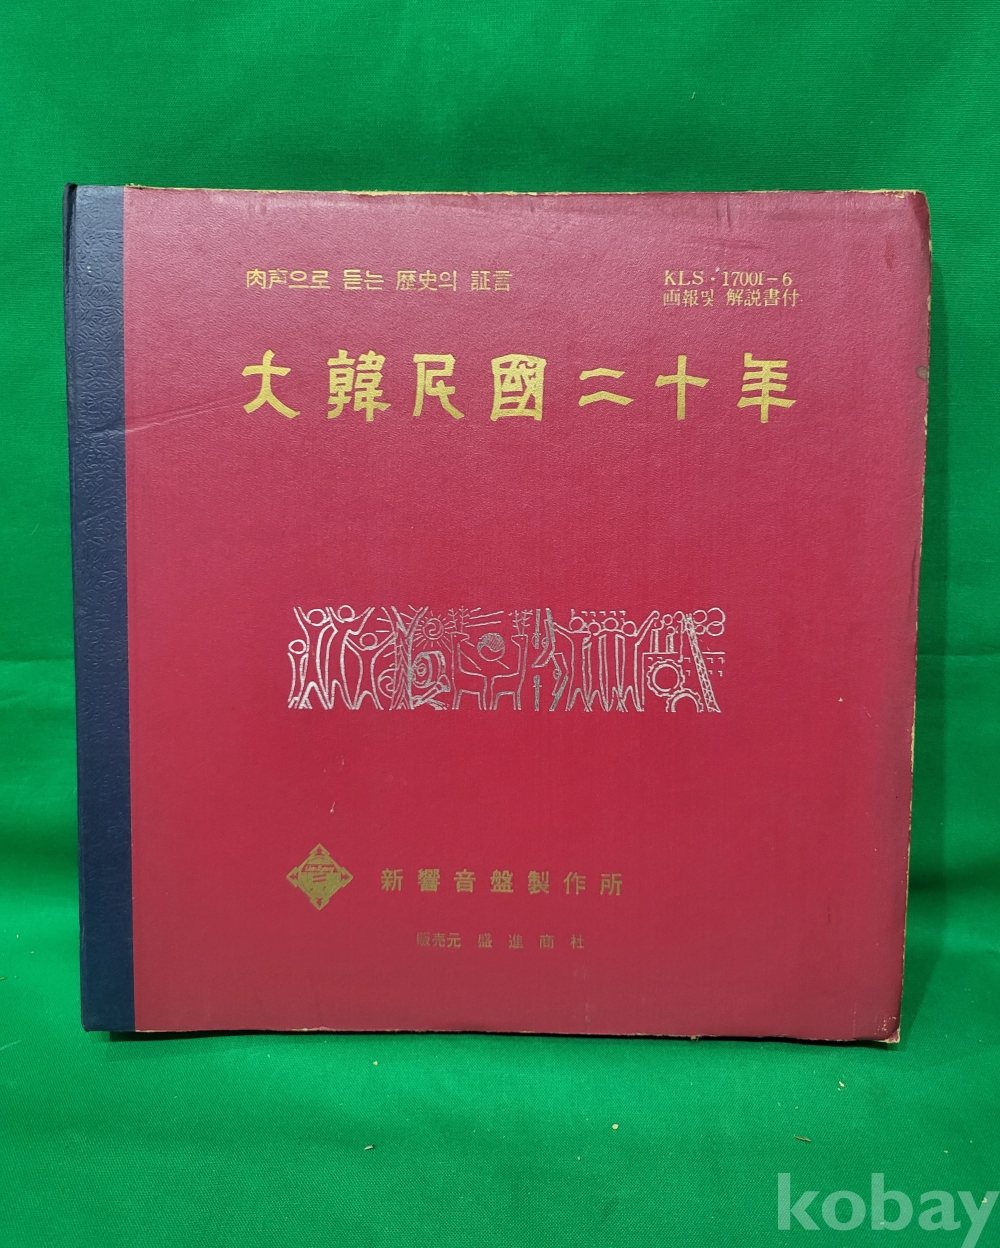 肉声으로 듣는 歷史의 証言
KLS · 17001-6
画報및 解説書付
大韓民國二十年
新響音盤製作所
販売元 盛進商社
kobay